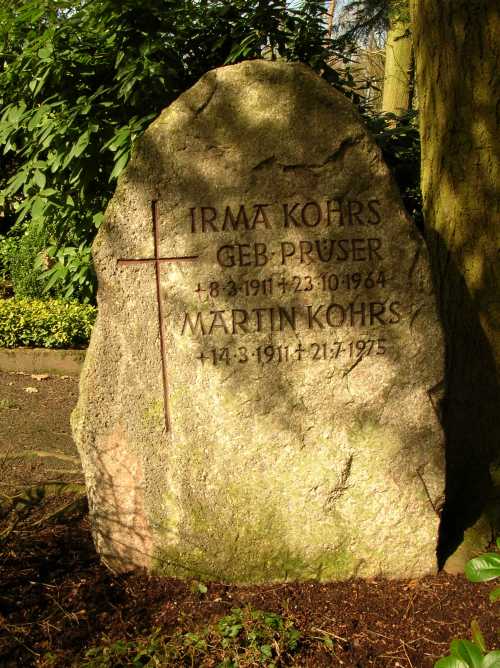 IRMA KOHRS
GEB·PRÜSER
+8·3·1911+23·10·1964
MARTIN KOHRS
+14·3·1911+21·7·1975